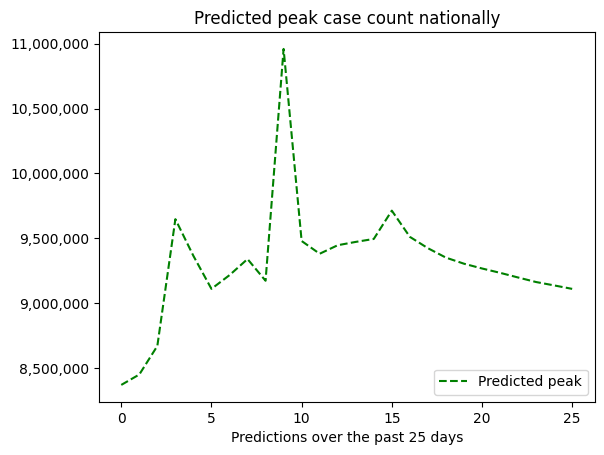 Predicted peak case count nationally
11,000,000
10,500,000
10,000,000
9,500,000
9,000,000
8,500,000
Predicted peak
0 5 10 15 20 25
Predictions over the past 25 days